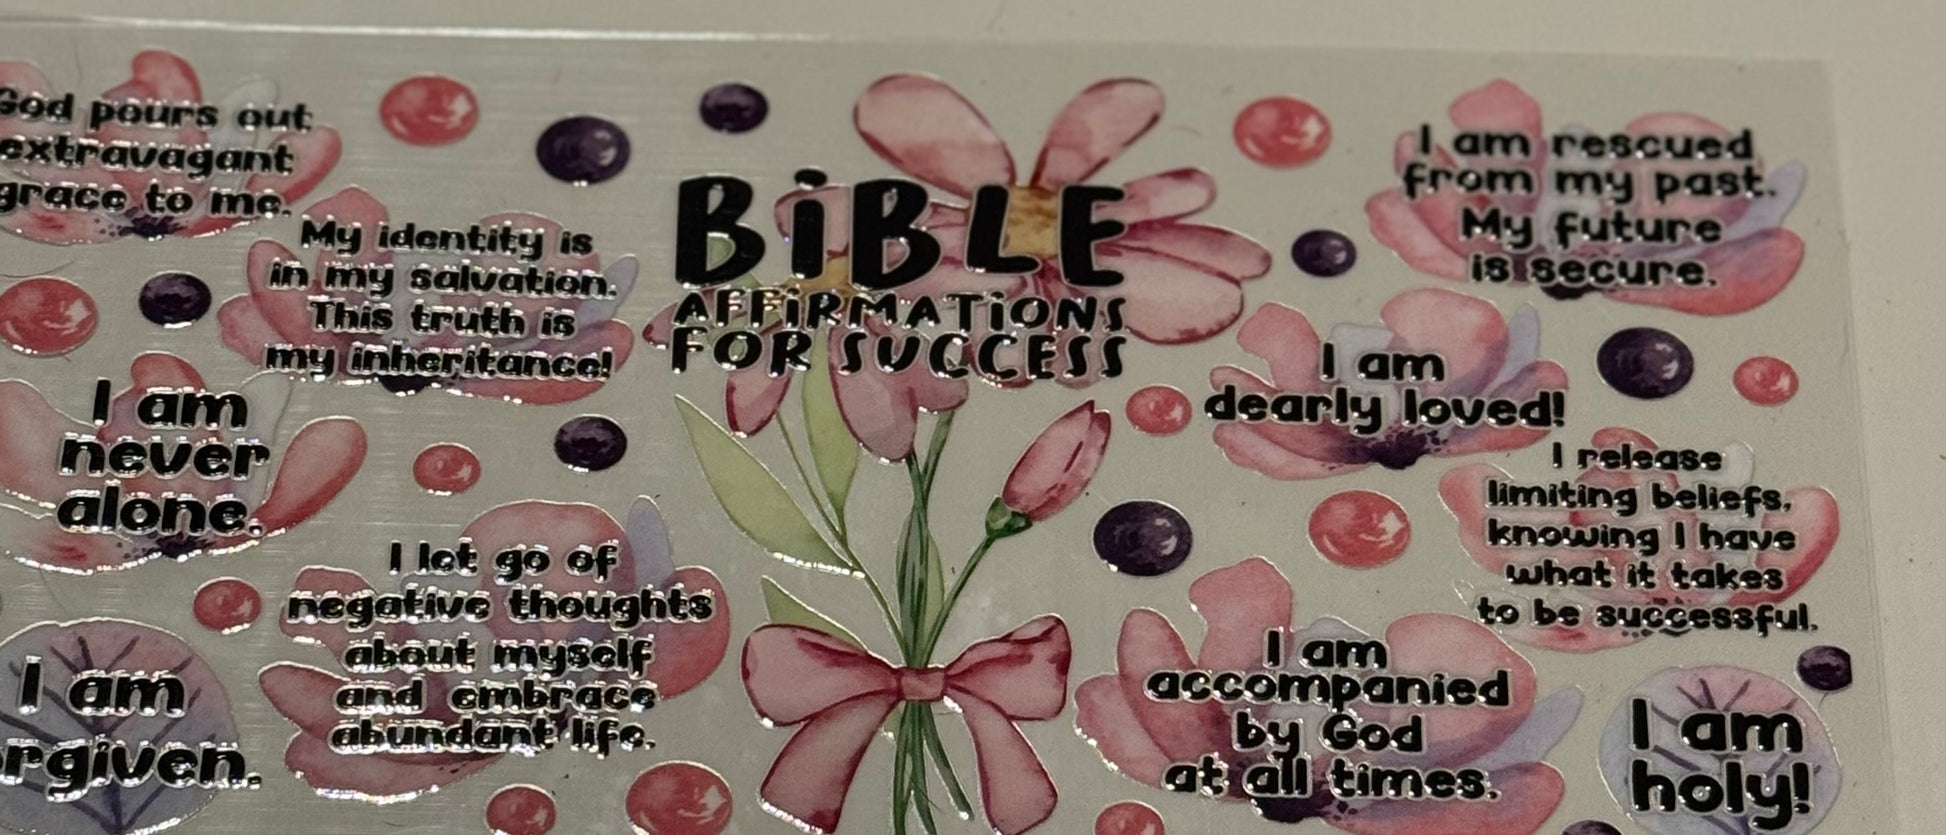 God pours out
extravagant
grace to me.
My identity is
in my salvation.
This truth is
my inheritance!
I am
never
alone.
I let go of
negative thoughts
about myself
and embrace
abundant life.
I am
rgiven.
BiBLE
AFFiRMATiONS
FOR SUCCESS
I am rescued
from my past.
My future
is secure.
I am
dearly loved!
I release
limiting beliefs,
knowing I have
what it takes
to be successful.
I am
accompanied
by God
at all times.
I am
holy!